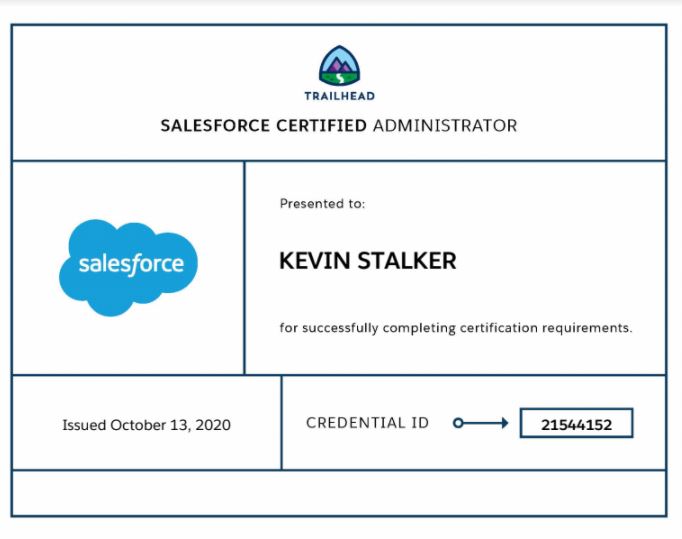 TRAILHEAD
SALESFORCE CERTIFIED ADMINISTRATOR
salesforce
Presented to:
KEVIN STALKER
for successfully completing certification requirements.
Issued October 13, 2020
CREDENTIAL ID
21544152